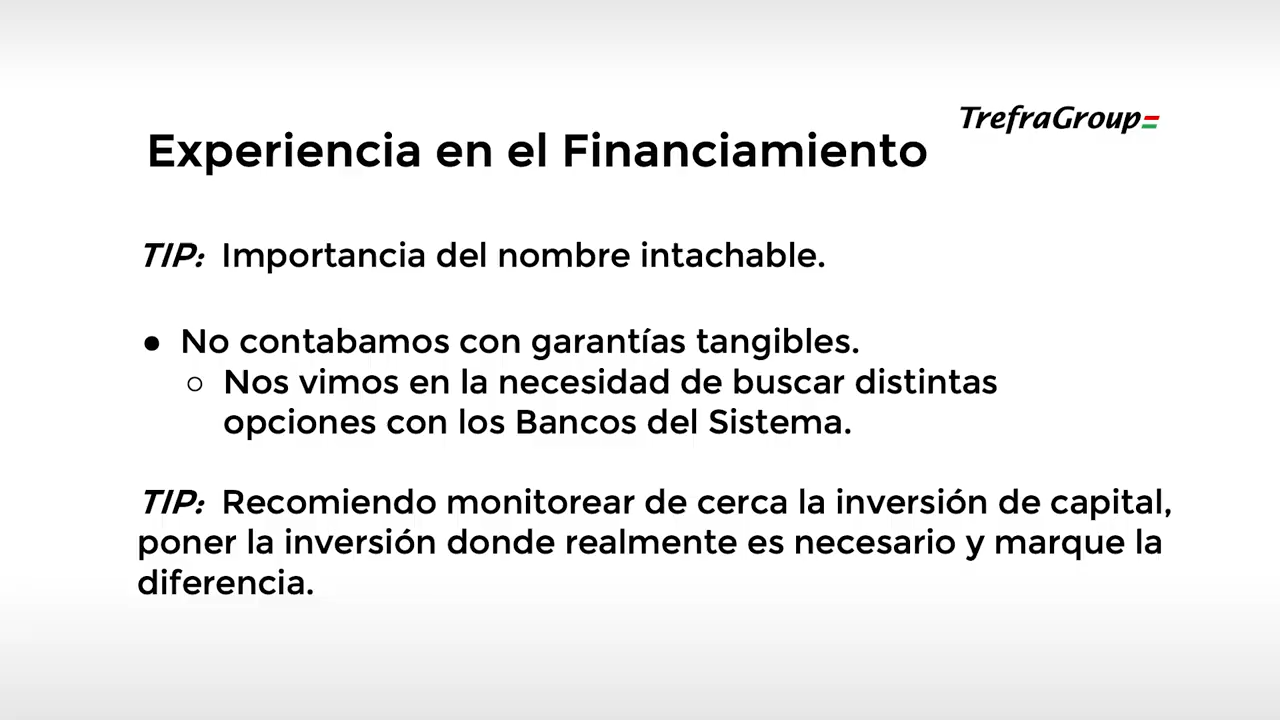 TrefraGroup
Experiencia en el Financiamiento
TIP: Importancia del nombre intachable.
● No contabamos con garantías tangibles.
○ Nos vimos en la necesidad de buscar distintas
opciones con los Bancos del Sistema.
TIP: Recomiendo monitorear de cerca la inversión de capital,
poner la inversión donde realmente es necesario y marque la
diferencia.